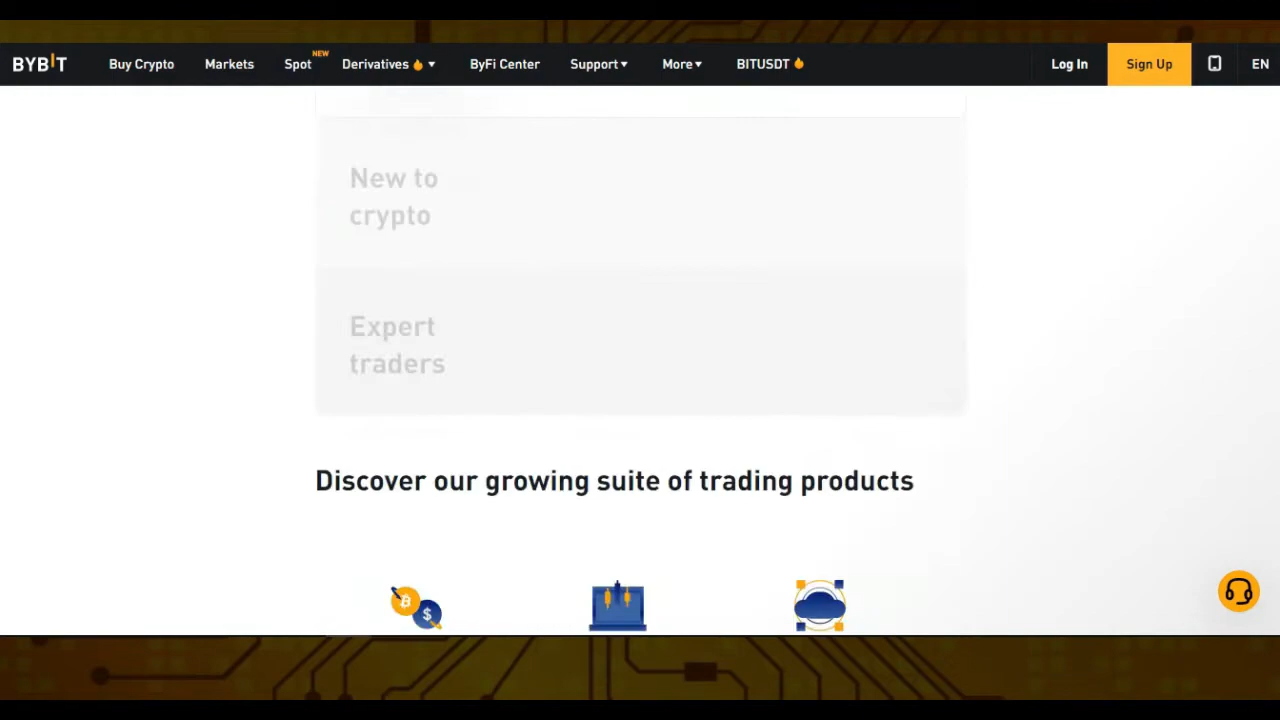 BYBIT Buy Crypto Markets Spot NEW Derivatives ByFi Center Support More BITUSDT Log In Sign Up EN
New to
crypto
Expert
traders
Discover our growing suite of trading products
B $